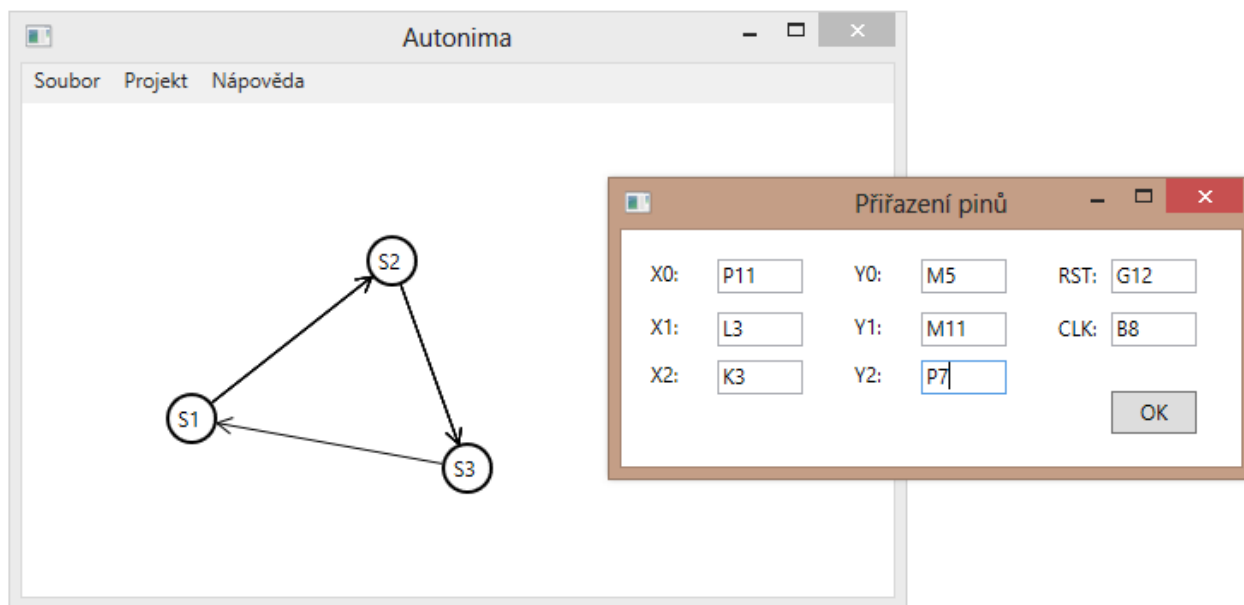 Autonima
Soubor Projekt Nápověda
S2
S1
S3
Přiřazení pinů
X0: P11 Y0: M5 RST: G12
X1: L3 Y1: M11 CLK: B8
X2: K3 Y2: P7
OK